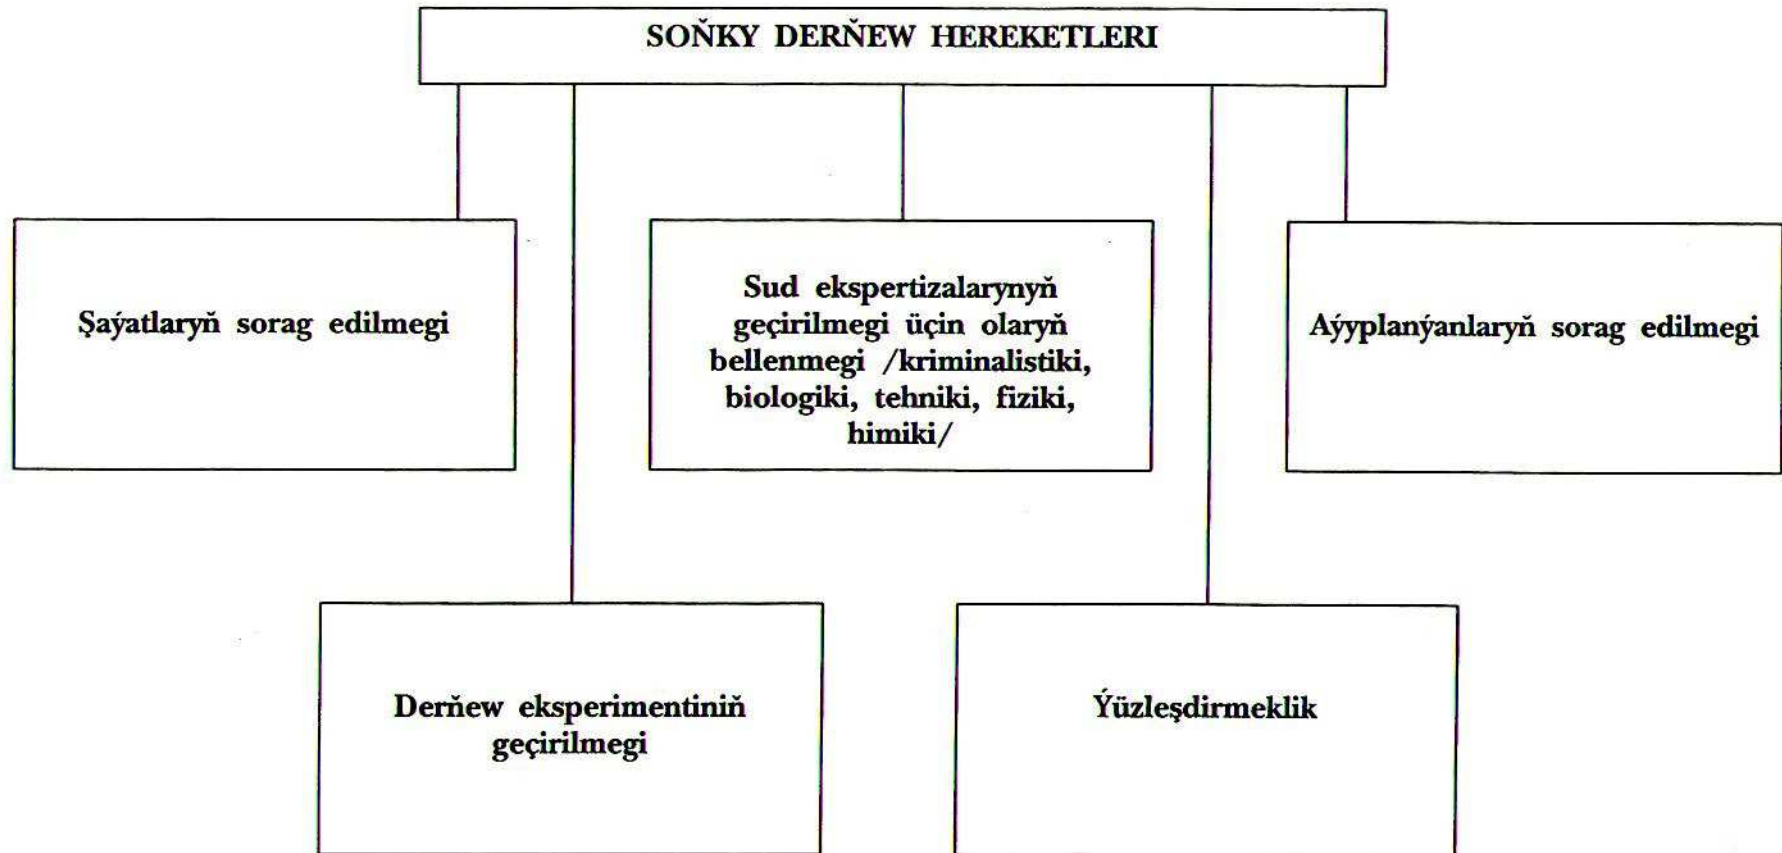 SOŇKY DERŇEW HEREKETLERI
Şaýatlaryň sorag edilmegi
Sud ekspertizalarynyň
geçirilmegi üçin olaryň
bellenmegi /kriminalistiki,
biologiki, tehniki, fiziki,
himiki/
Aýyplanýanlaryň sorag edilmegi
Derňew eksperimentiniň
geçirilmegi
Ýüzleşdirmeklik